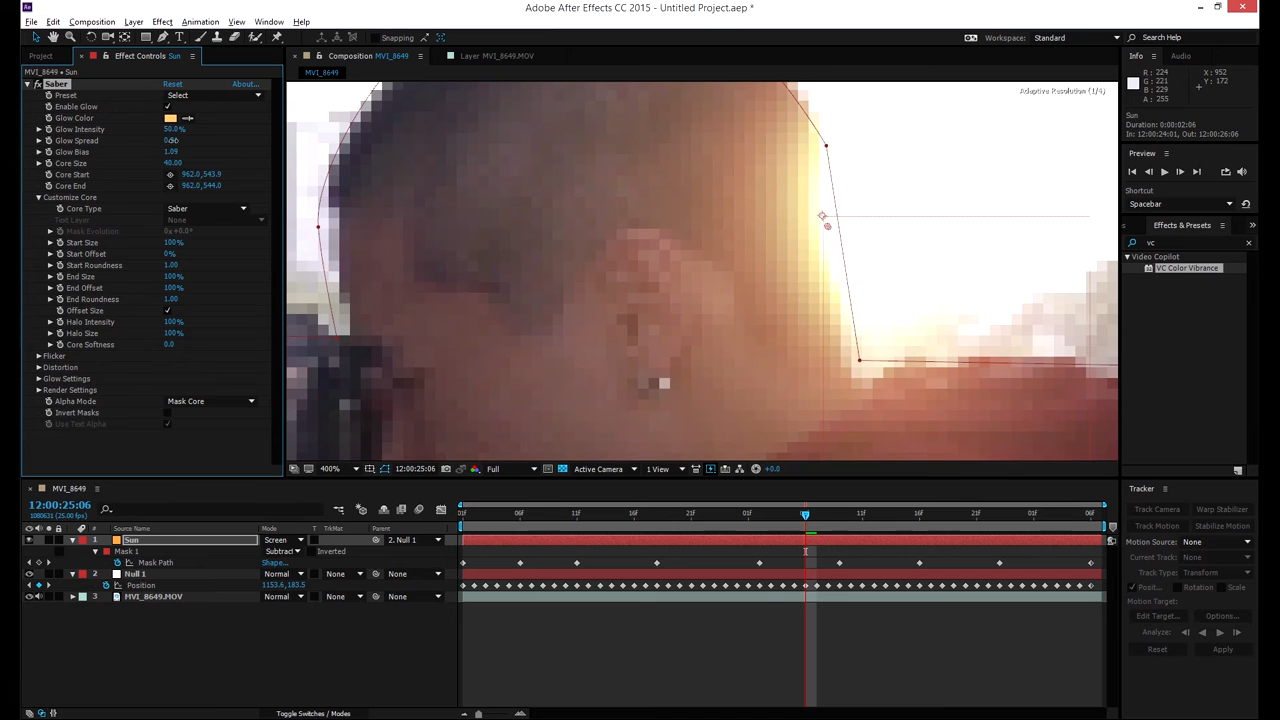 Adobe After Effects CC 2015 - Untitled Project.aep *
File Edit Composition Layer Effect Animation View Window Help
Snapping Workspace: Standard Search Help
Project Effect Controls Sun Composition MVI_8649 Layer MVI_8649.MOV Info Audio
MVI_8649 • Sun MVI_8649
fx Saber Reset About...
Preset Select
Enable Glow
Glow Color
Glow Intensity 50.0%
Glow Spread
Glow Bias 1.09
Core Size 40.00
Core Start 962.0,543.9
Core End 962.0,544.0
Customize Core
Core Type Saber
Text Layer None
Mask Evolution 0x+0.0°
Start Size 100%
Start Offset 0%
Start Roundness 1.00
End Size 100%
End Offset 100%
End Roundness 1.00
Offset Size
Halo Intensity 100%
Halo Size 100%
Core Softness 0.0
Flicker
Distortion
Glow Settings
Render Settings
Alpha Mode Mask Core
Invert Masks
Use Text Alpha
Adaptive Resolution (1/4)
400% 12:00:25:06 Full Active Camera 1 View +0.0
R: 224 X: 952
G: 221 Y: 172
B: 229
A: 255
Sun
Duration: 0:00:02:06
In: 12:00:24:01, Out: 12:00:26:06
Preview
Shortcut
Spacebar
Effects & Presets
vc
Video Copilot
VC Color Vibrance
MVI_8649
12:00:25:06
1080631 (25.00 fps)
# Source Name Mode T TrkMat Parent
1 Sun Screen 2. Null 1
Mask 1 Subtract Inverted
Mask Path Shape...
2 Null 1 Normal None None
Position 1153.6,183.5
3 MVI_8649.MOV Normal None None
01F 06F 11F 16F 21F 01F 11F 16F 21F 01F 06F
Toggle Switches / Modes
Tracker
Track Camera Warp Stabilizer
Track Motion Stabilize Motion
Motion Source: None
Current Track: None
Track Type: Transform
Positi... Rotation Scale
Motion Target:
Edit Target... Options...
Analyze:
Reset Apply